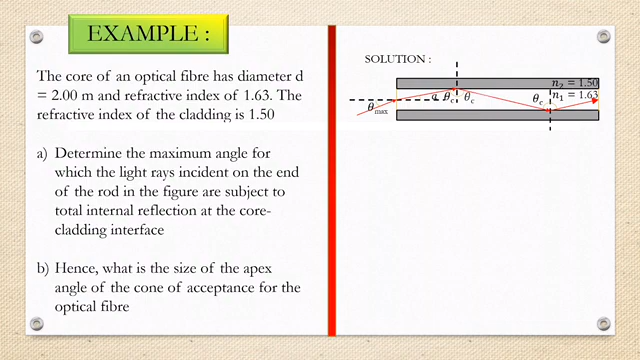 EXAMPLE :
The core of an optical fibre has diameter d
= 2.00 m and refractive index of 1.63. The
refractive index of the cladding is 1.50
a) Determine the maximum angle for
which the light rays incident on the end
of the rod in the figure are subject to
total internal reflection at the core-
cladding interface
b) Hence, what is the size of the apex
angle of the cone of acceptance for the
optical fibre
SOLUTION :
n₂ = 1.50
n₁ = 1.63
θmax
α θc θc
θc